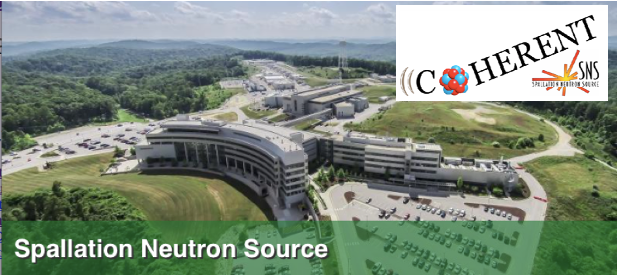 COHERENT
SNS
SPALLATION NEUTRON SOURCE
Spallation Neutron Source